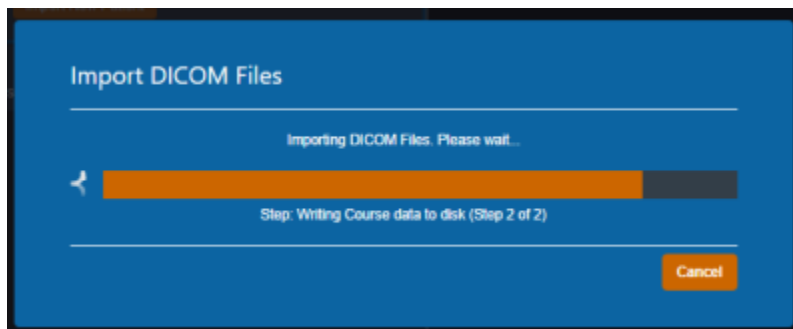 Import DICOM Files
Importing DICOM Files. Please wait...
Step: Writing Course data to disk (Step 2 of 2)
Cancel